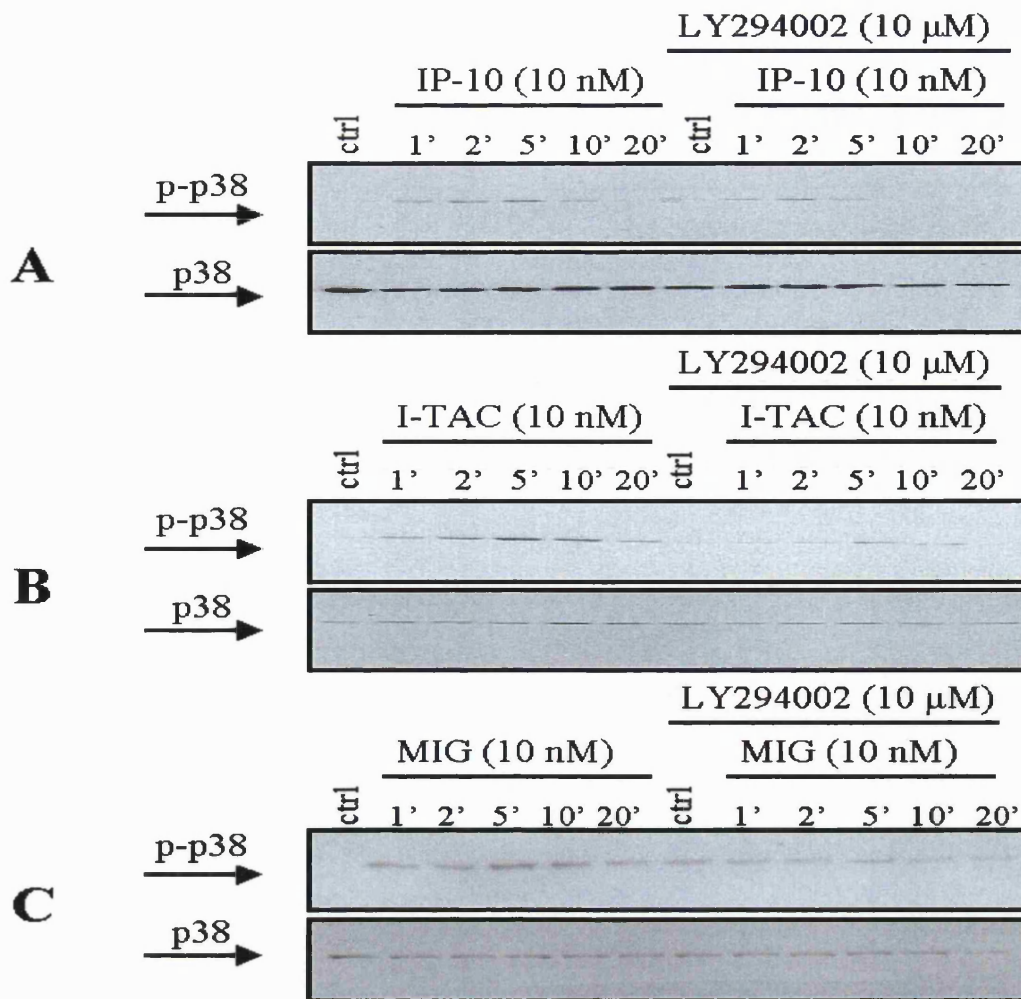 LY294002 (10 μM)
IP-10 (10 nM) IP-10 (10 nM)
ctrl 1’ 2’ 5’ 10’ 20’ ctrl 1’ 2’ 5’ 10’ 20’
p-p38
A
p38
LY294002 (10 μM)
I-TAC (10 nM) I-TAC (10 nM)
ctrl 1’ 2’ 5’ 10’ 20’ ctrl 1’ 2’ 5’ 10’ 20’
p-p38
B
p38
LY294002 (10 μM)
MIG (10 nM) MIG (10 nM)
ctrl 1’ 2’ 5’ 10’ 20’ ctrl 1’ 2’ 5’ 10’ 20’
p-p38
C
p38